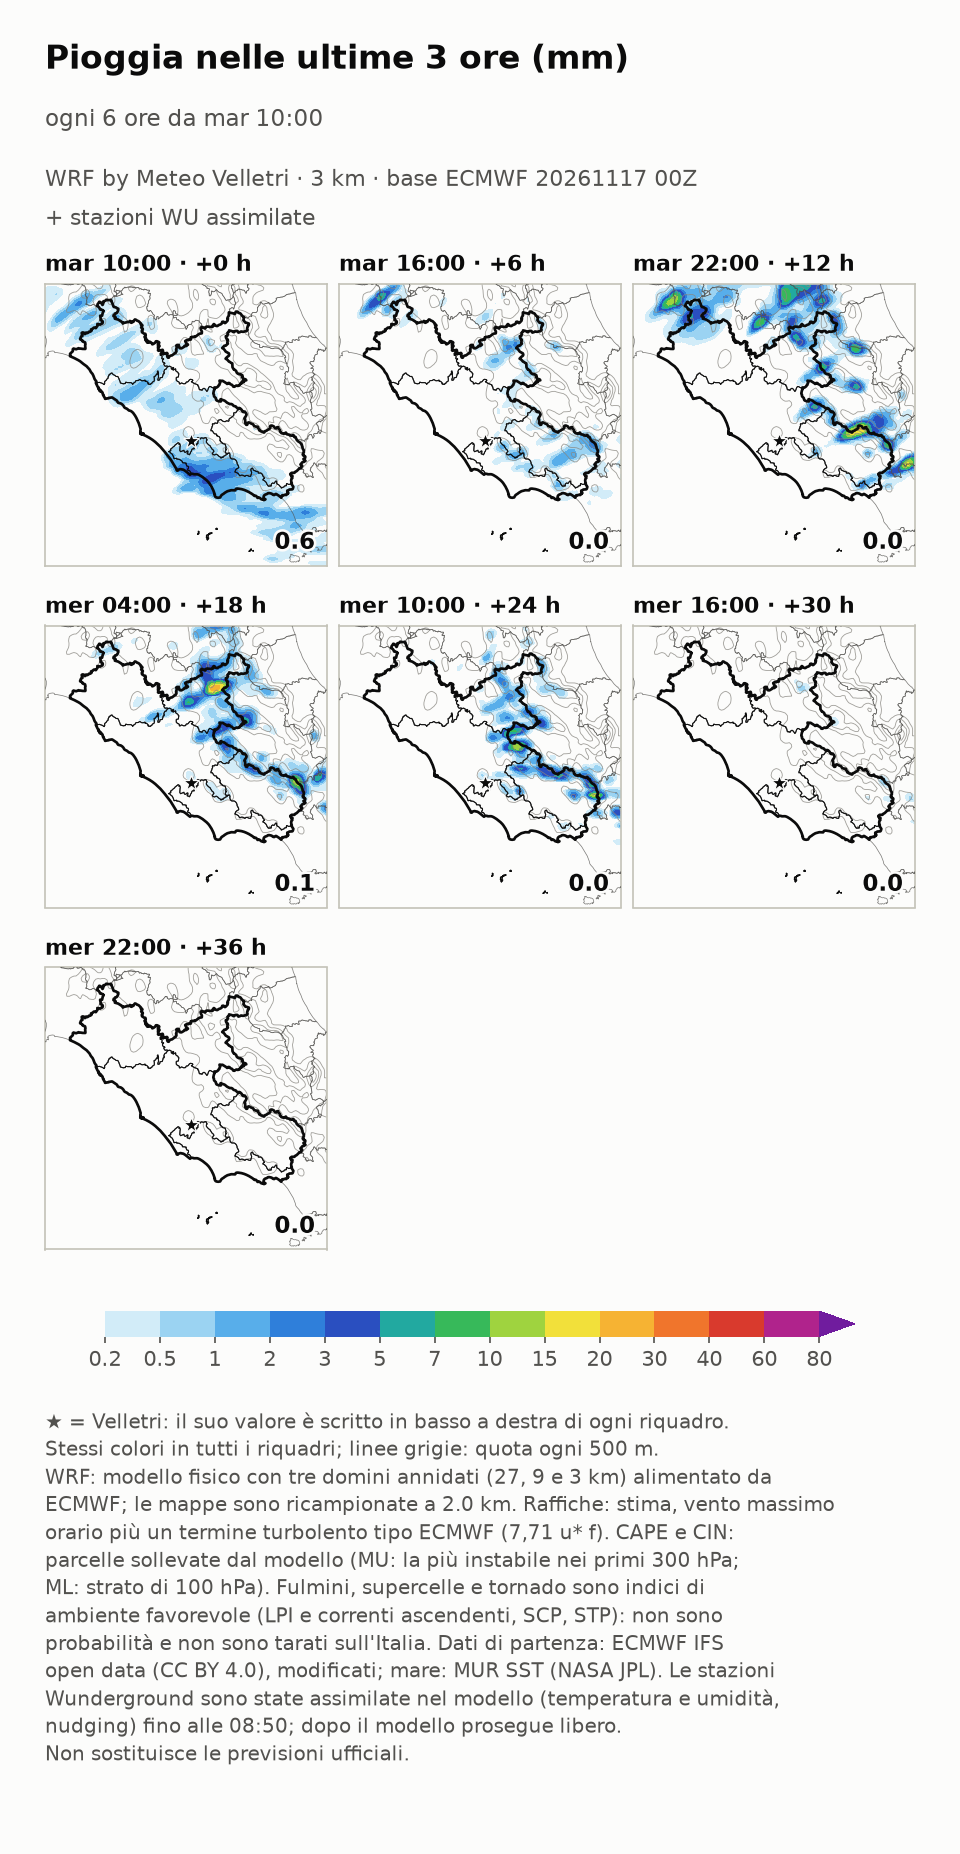 Pioggia nelle ultime 3 ore (mm)
ogni 6 ore da mar 10:00
WRF by Meteo Velletri · 3 km · base ECMWF 20261117 00Z
+ stazioni WU assimilate
mar 10:00 · +0 h
mar 16:00 · +6 h
mar 22:00 · +12 h
0.6
0.0
0.0
mer 04:00 · +18 h
mer 10:00 · +24 h
mer 16:00 · +30 h
0.1
0.0
0.0
mer 22:00 · +36 h
0.0
0.2 0.5 1 2 3 5 7 10 15 20 30 40 60 80
★ = Velletri: il suo valore è scritto in basso a destra di ogni riquadro.
Stessi colori in tutti i riquadri; linee grigie: quota ogni 500 m.
WRF: modello fisico con tre domini annidati (27, 9 e 3 km) alimentato da
ECMWF; le mappe sono ricampionate a 2.0 km. Raffiche: stima, vento massimo
orario più un termine turbolento tipo ECMWF (7,71 u* f). CAPE e CIN:
parcelle sollevate dal modello (MU: la più instabile nei primi 300 hPa;
ML: strato di 100 hPa). Fulmini, supercelle e tornado sono indici di
ambiente favorevole (LPI e correnti ascendenti, SCP, STP): non sono
probabilità e non sono tarati sull'Italia. Dati di partenza: ECMWF IFS
open data (CC BY 4.0), modificati; mare: MUR SST (NASA JPL). Le stazioni
Wunderground sono state assimilate nel modello (temperatura e umidità,
nudging) fino alle 08:50; dopo il modello prosegue libero.
Non sostituisce le previsioni ufficiali.